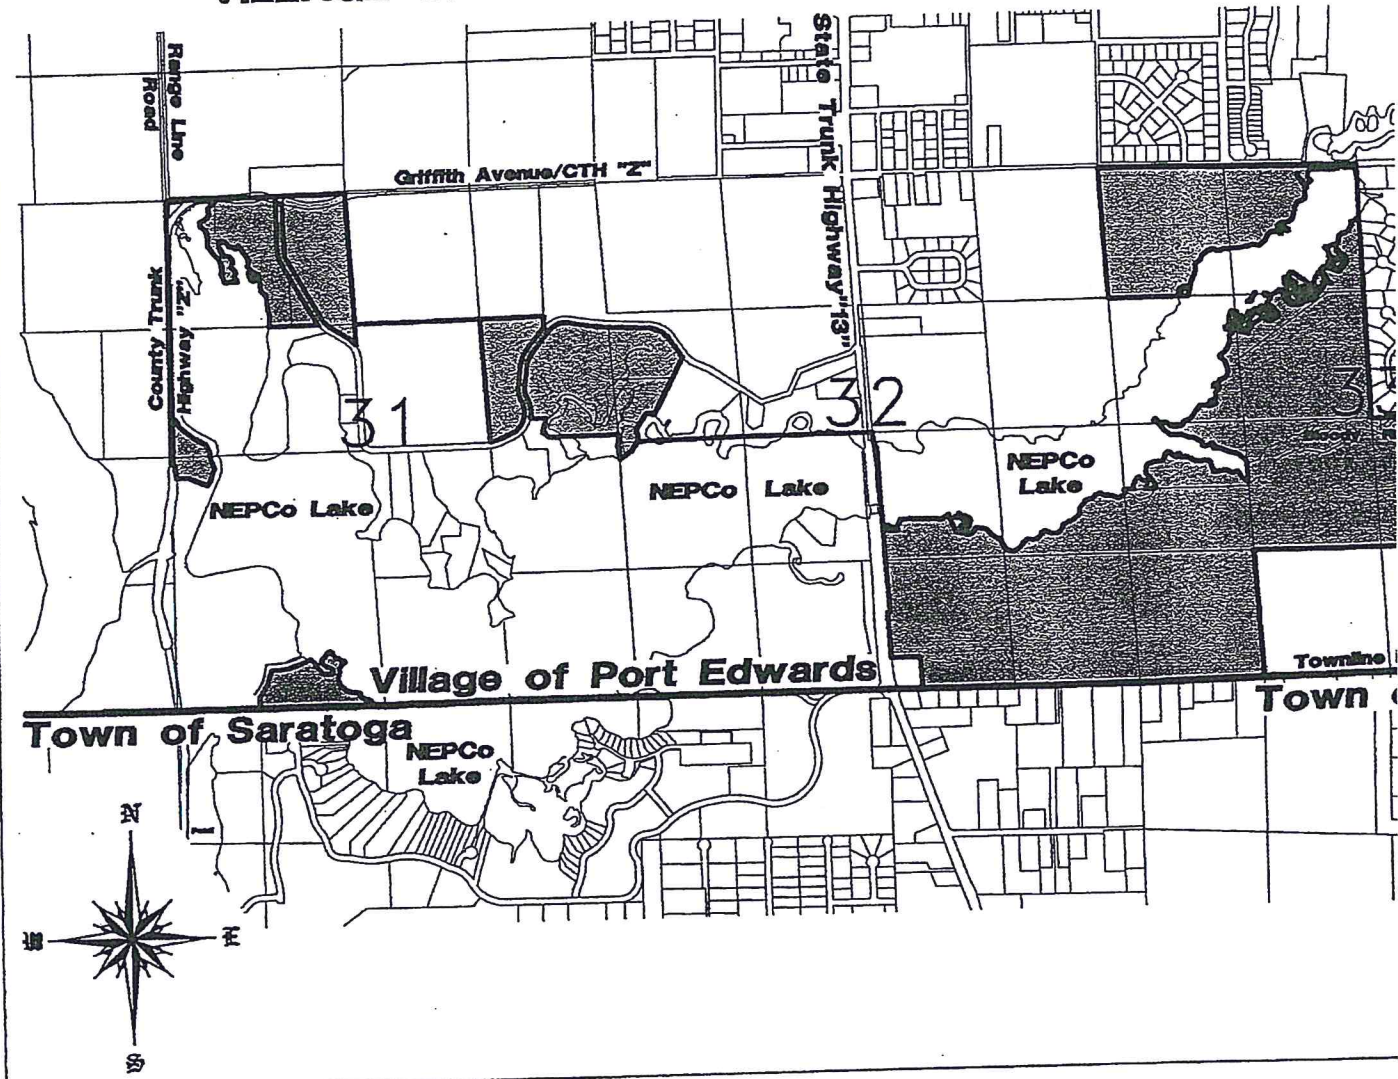 State Trunk Highway "13"
Range Line
Road
Griffith Avenue/CTH "Z"
County Trunk
Highway "Z"
31
32
3
NEPCo Lake
NEPCo Lake
NEPCo
Lake
Village of Port Edwards
Townline
Town of Saratoga
Town
NEPCo
Lake
N
E
S